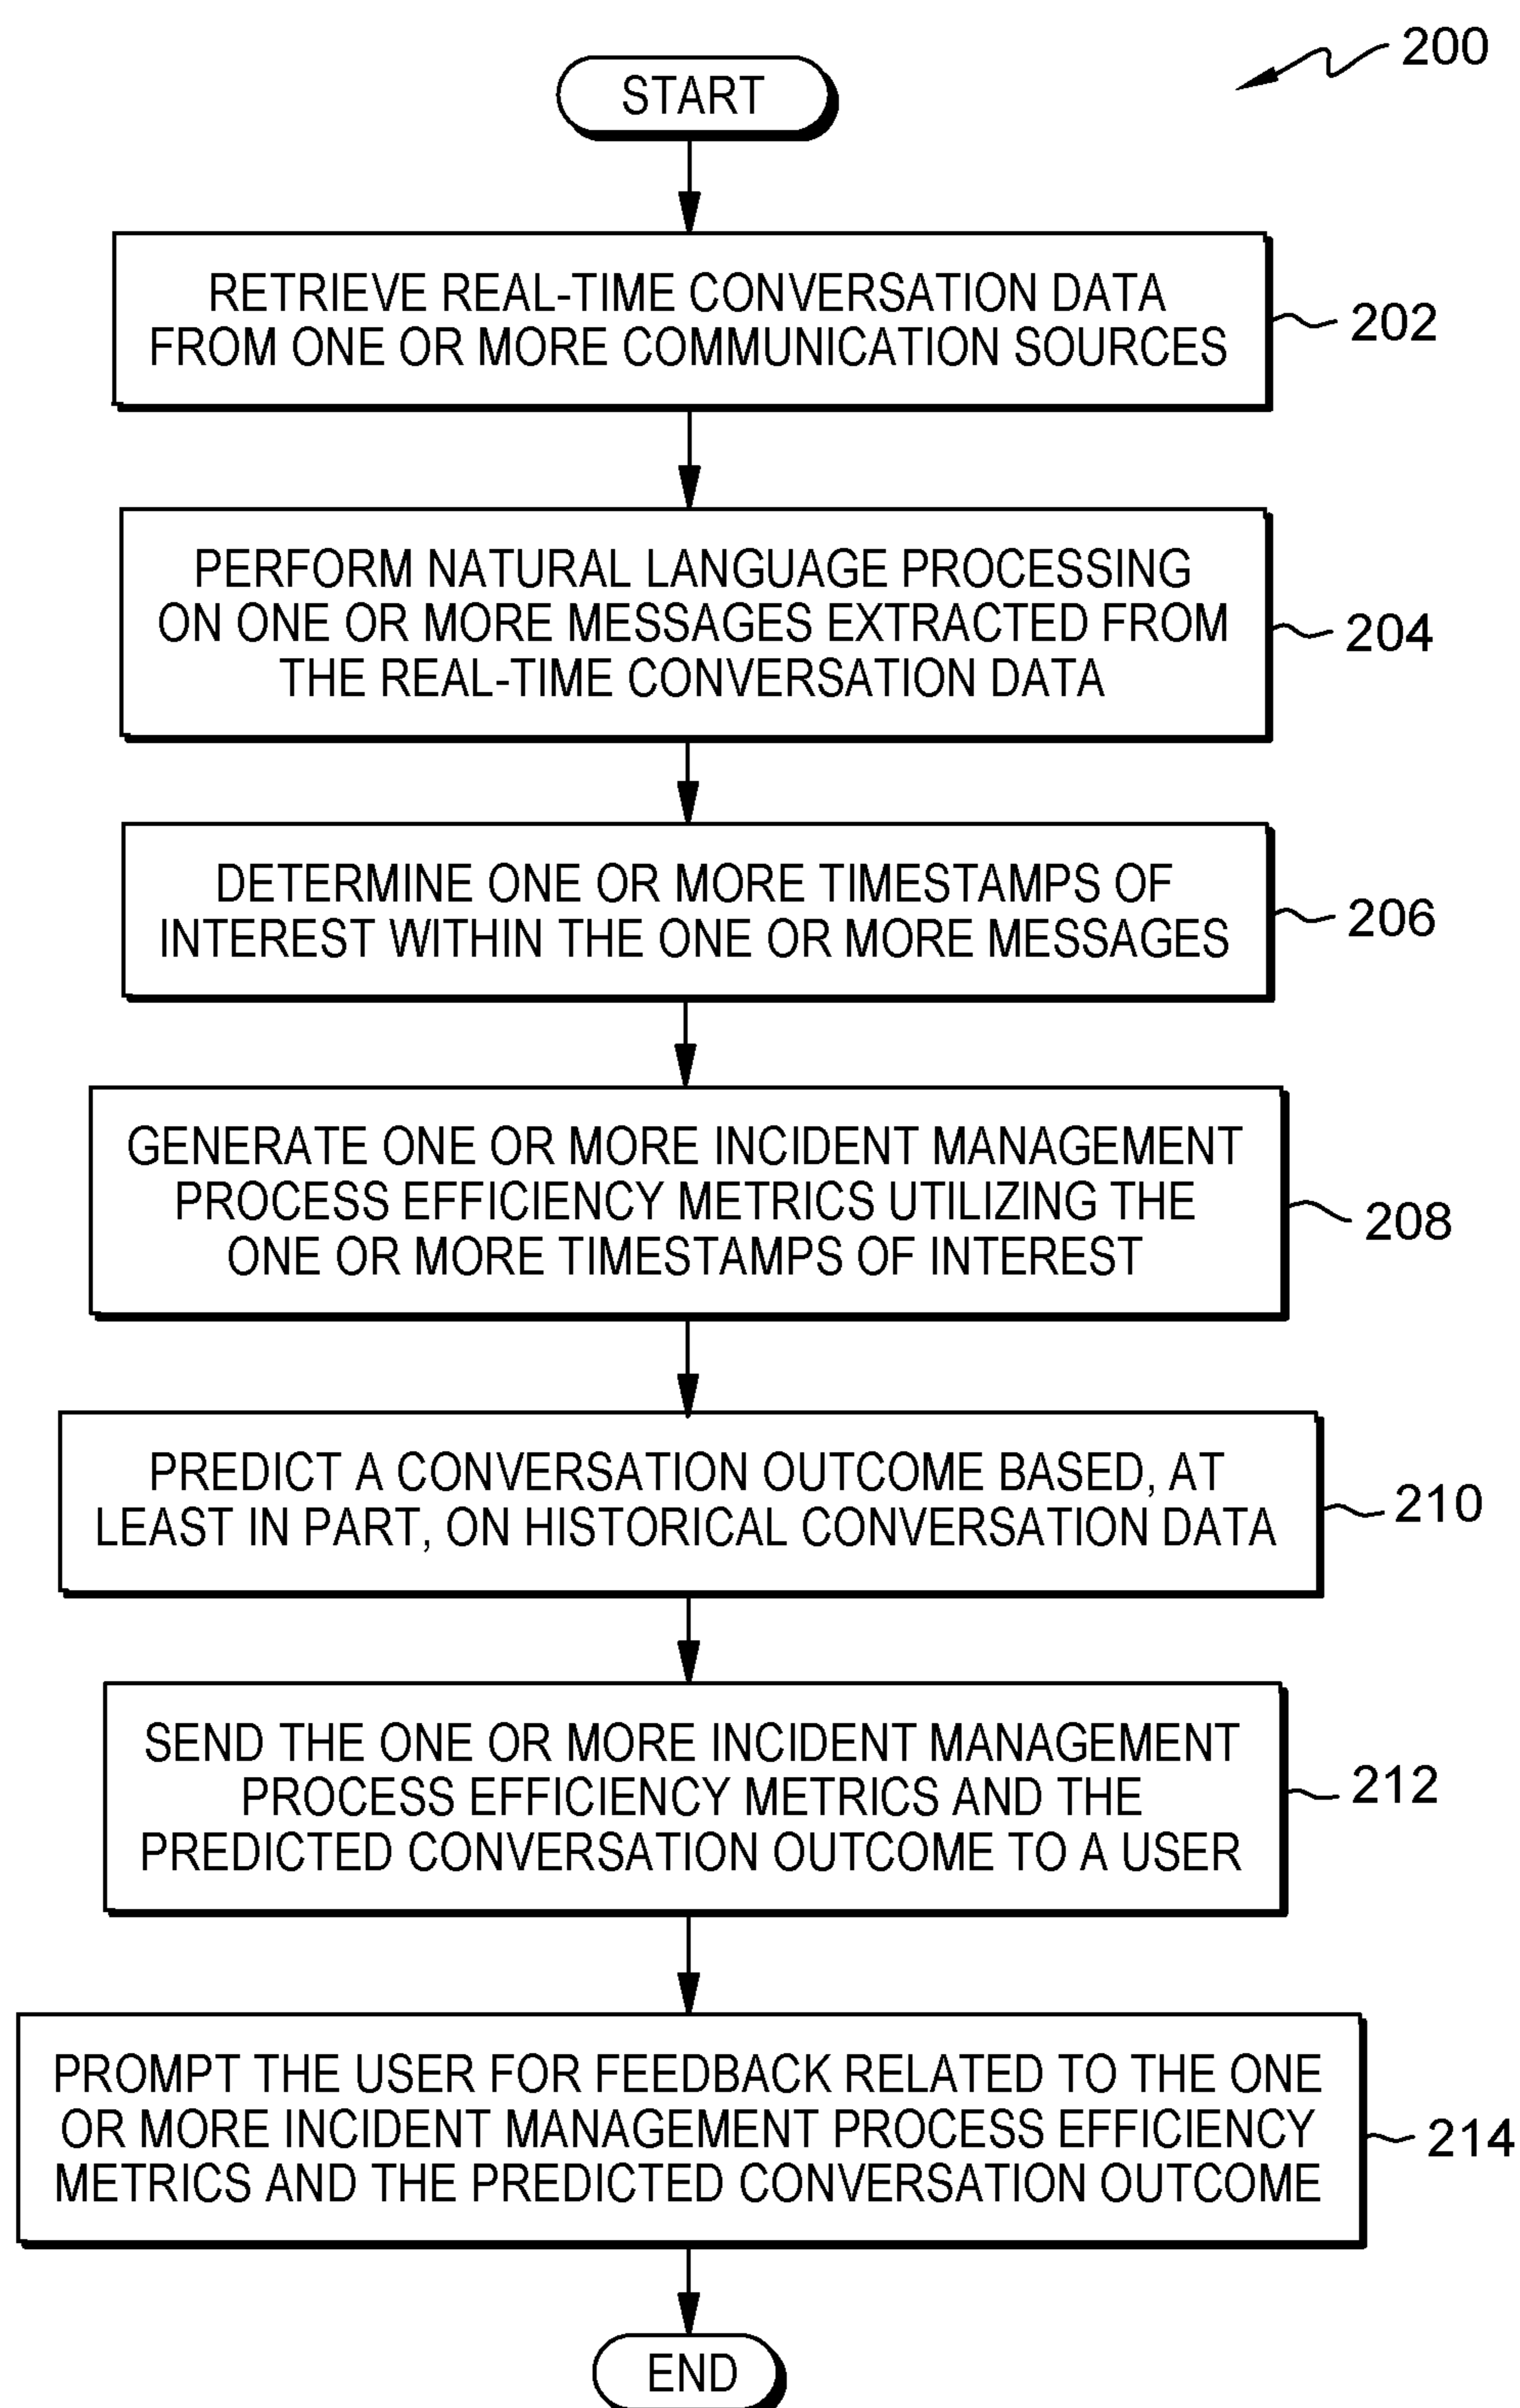 200
START
RETRIEVE REAL-TIME CONVERSATION DATA
FROM ONE OR MORE COMMUNICATION SOURCES
202
PERFORM NATURAL LANGUAGE PROCESSING
ON ONE OR MORE MESSAGES EXTRACTED FROM
THE REAL-TIME CONVERSATION DATA
204
DETERMINE ONE OR MORE TIMESTAMPS OF
INTEREST WITHIN THE ONE OR MORE MESSAGES
206
GENERATE ONE OR MORE INCIDENT MANAGEMENT
PROCESS EFFICIENCY METRICS UTILIZING THE
ONE OR MORE TIMESTAMPS OF INTEREST
208
PREDICT A CONVERSATION OUTCOME BASED, AT
LEAST IN PART, ON HISTORICAL CONVERSATION DATA
210
SEND THE ONE OR MORE INCIDENT MANAGEMENT
PROCESS EFFICIENCY METRICS AND THE
PREDICTED CONVERSATION OUTCOME TO A USER
212
PROMPT THE USER FOR FEEDBACK RELATED TO THE ONE
OR MORE INCIDENT MANAGEMENT PROCESS EFFICIENCY
METRICS AND THE PREDICTED CONVERSATION OUTCOME
214
END